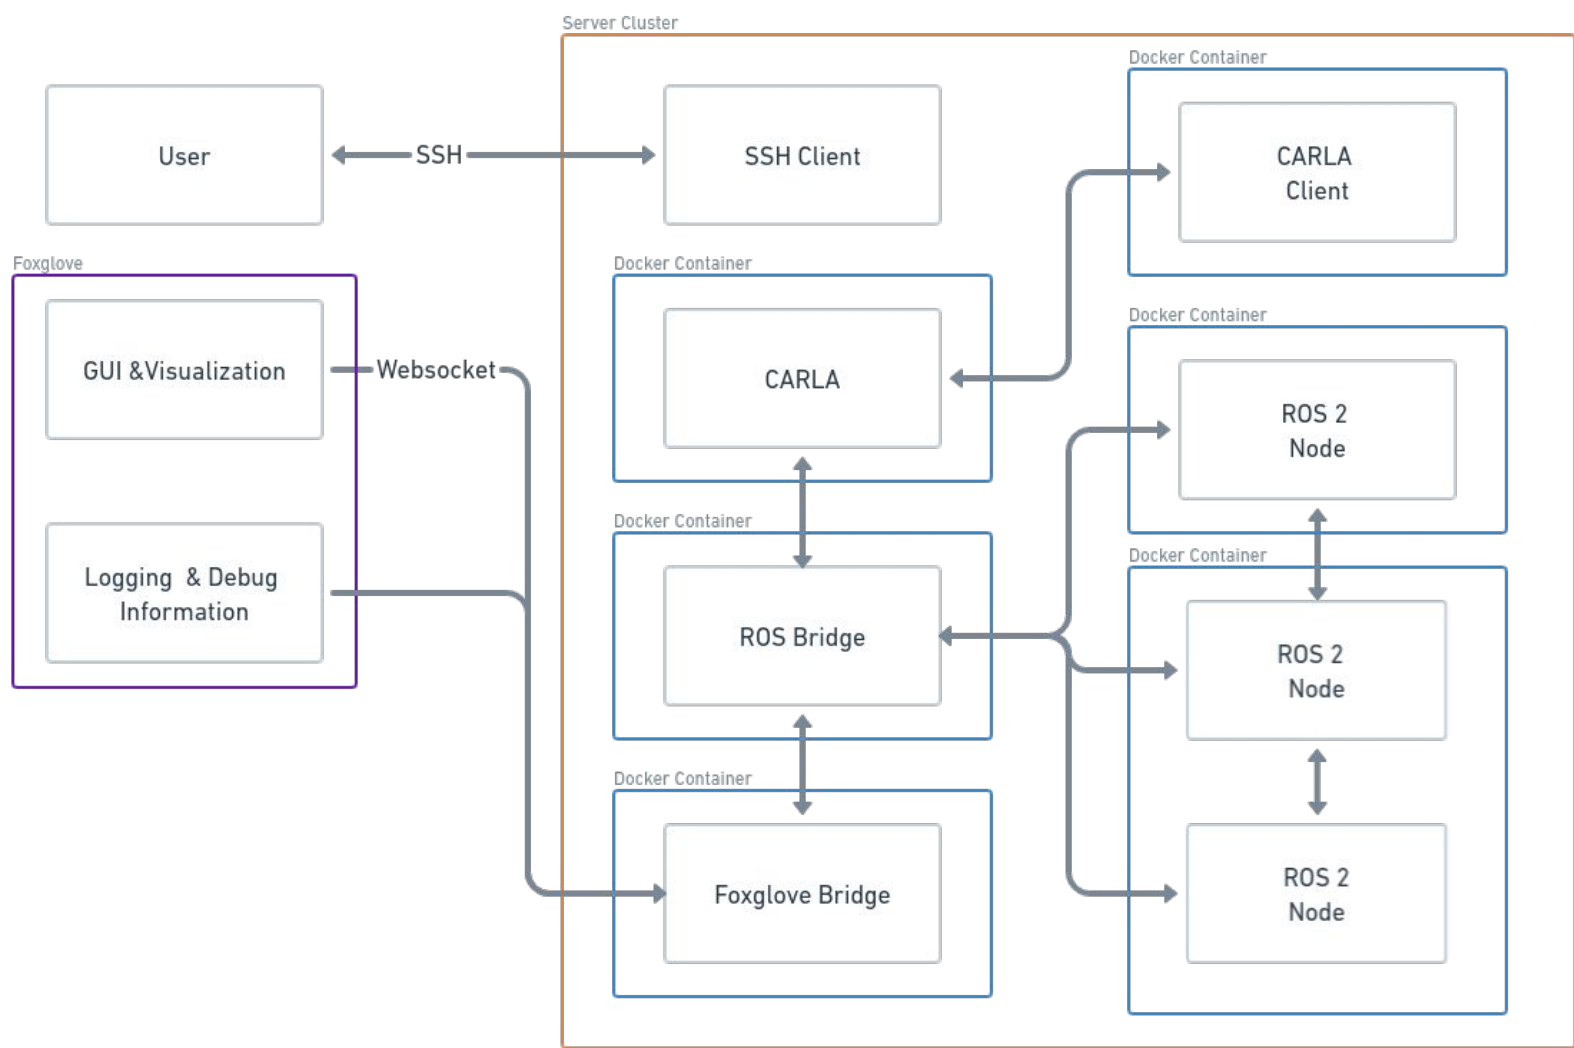 Server Cluster
Docker Container
User
SSH
SSH Client
CARLA
Client
Foxglove
Docker Container
GUI &Visualization
Websocket
CARLA
Docker Container
ROS 2
Node
Docker Container
Docker Container
Logging & Debug
Information
ROS Bridge
ROS 2
Node
Docker Container
Foxglove Bridge
ROS 2
Node